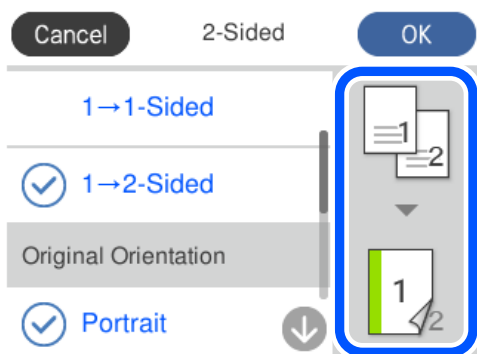 Cancel 2-Sided OK
1→1-Sided
1→2-Sided
Original Orientation
Portrait
1
2
1
2